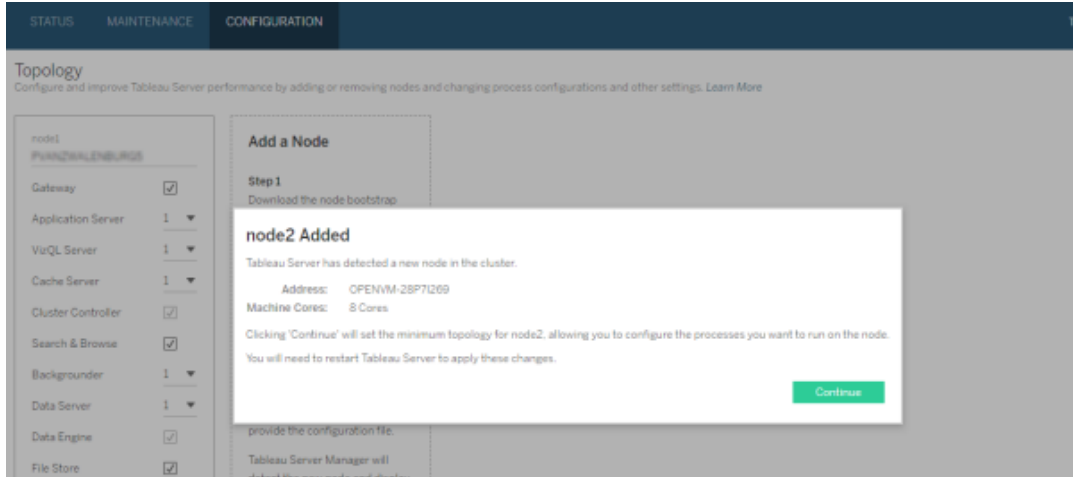 STATUS MAINTENANCE CONFIGURATION
Topology
Configure and improve Tableau Server performance by adding or removing nodes and changing process configurations and other settings. Learn More
node1
Gateway
Application Server 1
VizQL Server 1
Cache Server 1
Cluster Controller
Search & Browse
Backgrounder 1
Data Server 1
Data Engine
File Store
Add a Node
Step 1
Download the node bootstrap
node2 Added
Tableau Server has detected a new node in the cluster.
Address: OPENVM-28P7I269
Machine Cores: 8 Cores
Clicking 'Continue' will set the minimum topology for node2, allowing you to configure the processes you want to run on the node.
You will need to restart Tableau Server to apply these changes.
Continue
provide the configuration file.
Tableau Server Manager will